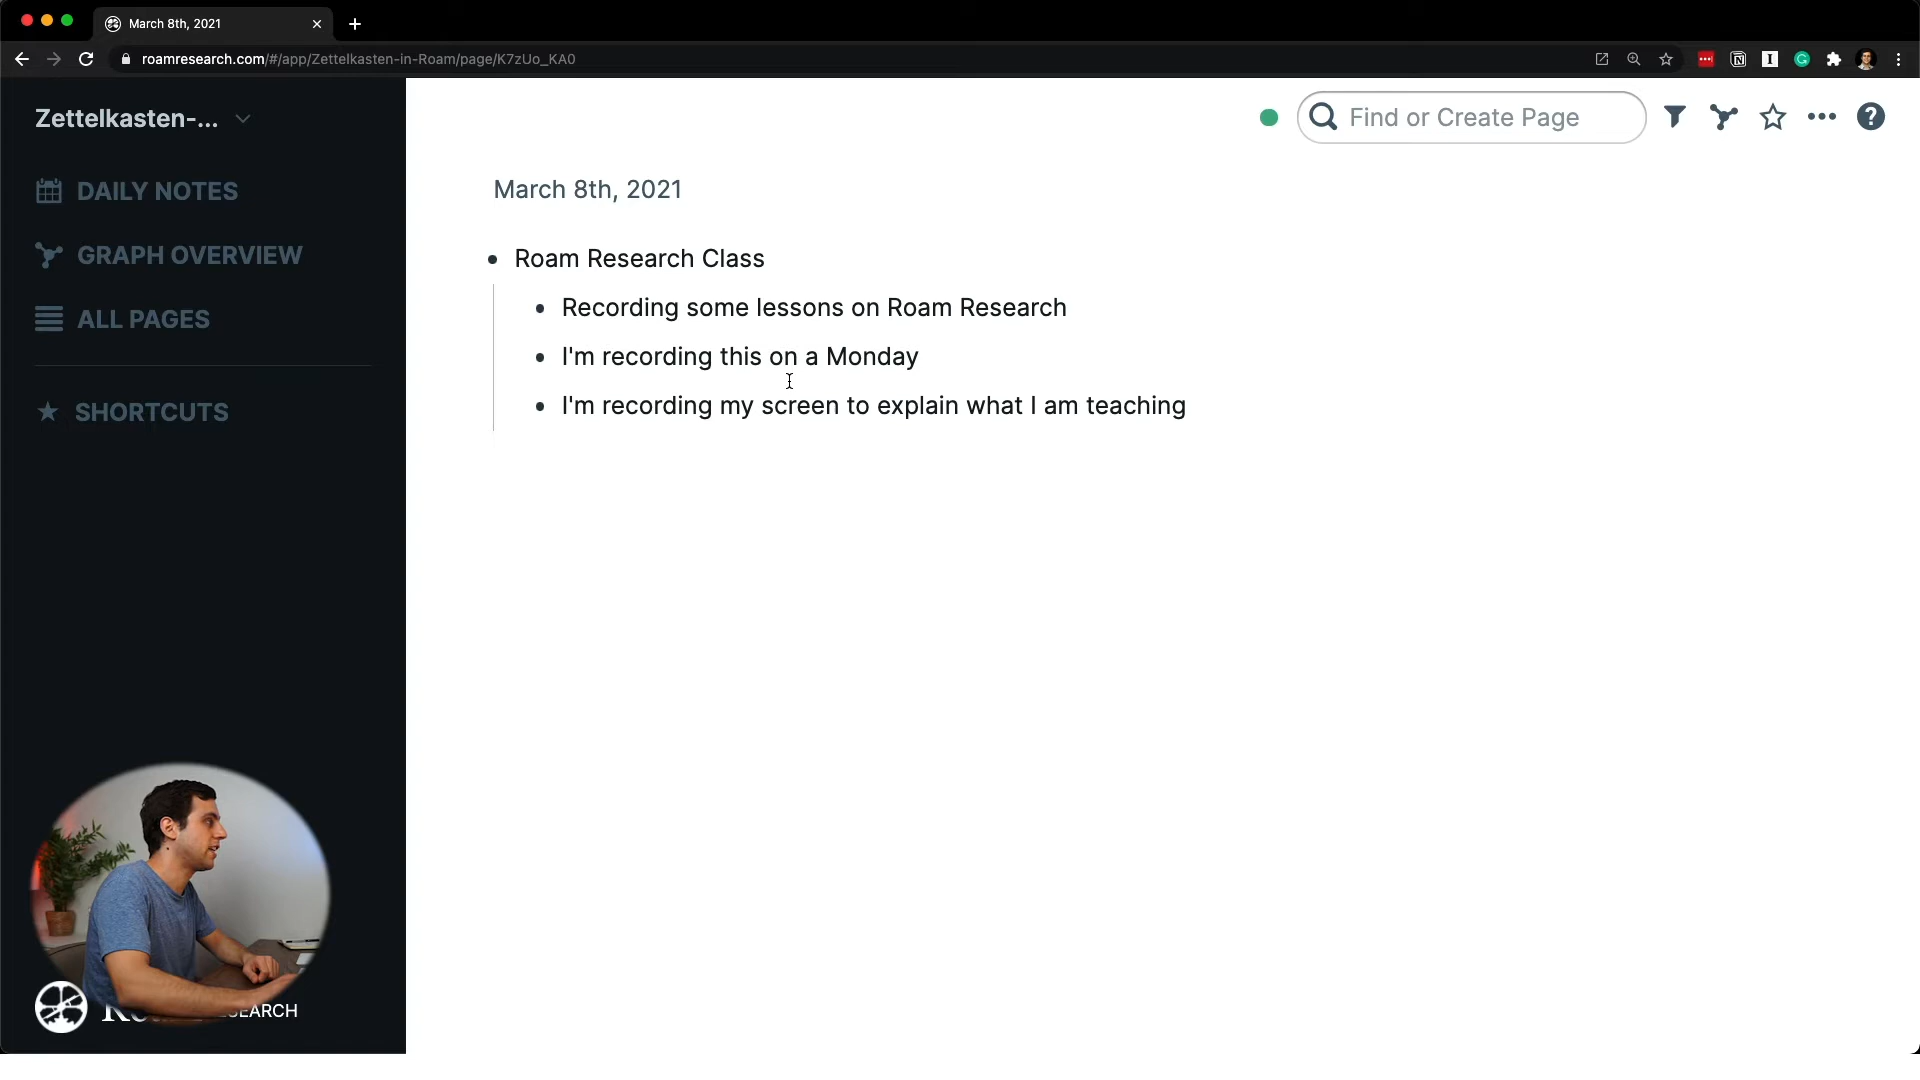 March 8th, 2021
roamresearch.com/#/app/Zettelkasten-in-Roam/page/K7zUo_KA0
Zettelkasten-...
Find or Create Page
DAILY NOTES
GRAPH OVERVIEW
ALL PAGES
SHORTCUTS
March 8th, 2021
Roam Research Class
Recording some lessons on Roam Research
I'm recording this on a Monday
I'm recording my screen to explain what I am teaching